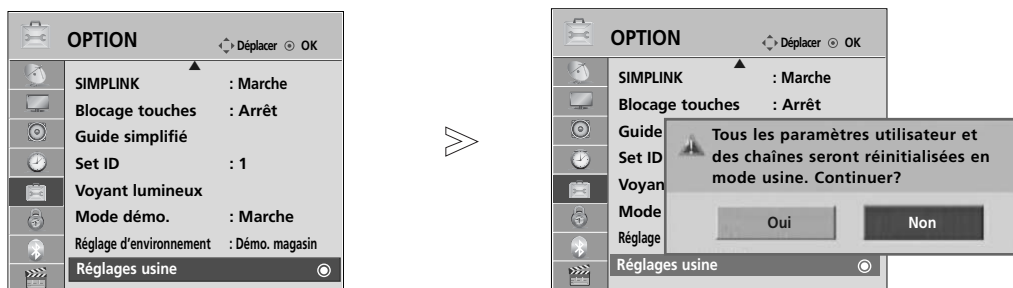 OPTION
Déplacer OK
SIMPLINK : Marche
Blocage touches : Arrêt
Guide simplifié
Set ID : 1
Voyant lumineux
Mode démo. : Marche
Réglage d'environnement : Démo. magasin
Réglages usine
OPTION
Déplacer OK
SIMPLINK : Marche
Blocage touches : Arrêt
Guide
Set ID
Voyan
Mode
Réglage
Réglages usine
Tous les paramètres utilisateur et
des chaînes seront réinitialisées en
mode usine. Continuer?
Oui Non